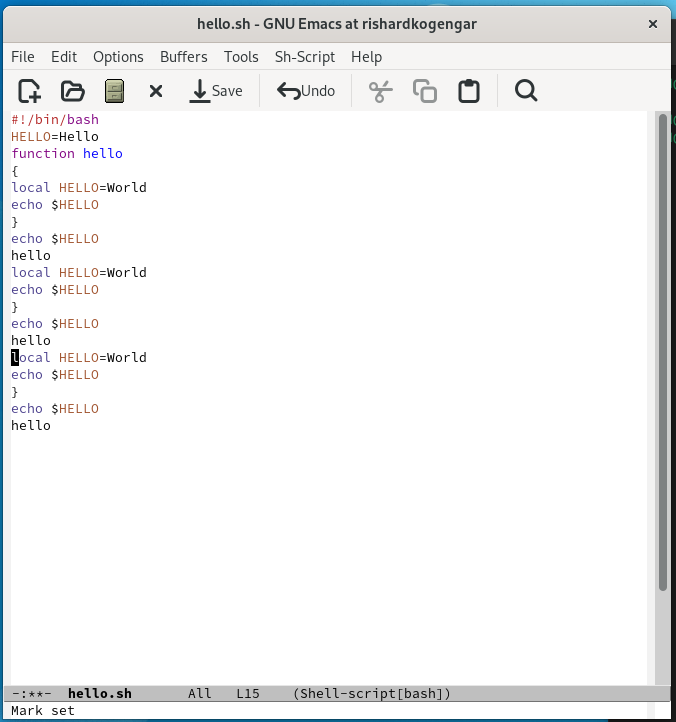 hello.sh - GNU Emacs at rishardkogengar
File Edit Options Buffers Tools Sh-Script Help
Save Undo
#!/bin/bash
HELLO=Hello
function hello
{
local HELLO=World
echo $HELLO
}
echo $HELLO
hello
local HELLO=World
echo $HELLO
}
echo $HELLO
hello
local HELLO=World
echo $HELLO
}
echo $HELLO
hello
-:**- hello.sh All L15 (Shell-script[bash])
Mark set